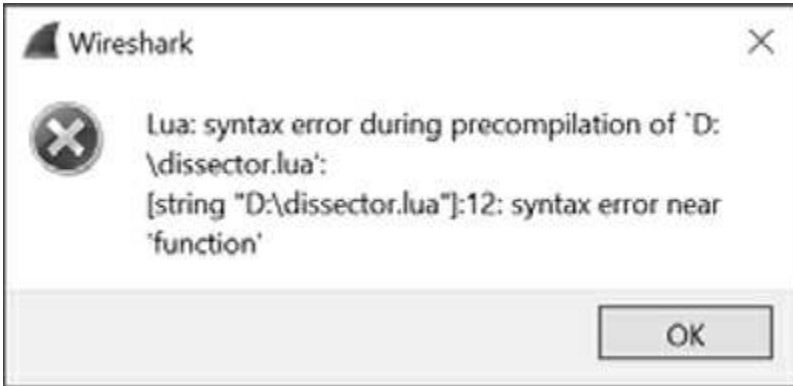 Wireshark
Lua: syntax error during precompilation of `D:
\dissector.lua':
[string "D:\dissector.lua"]:12: syntax error near
'function'
OK